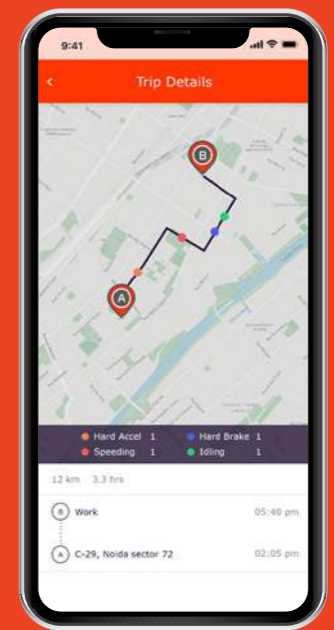 9:41
Trip Details
B
A
Hard Accel 1 Hard Brake 1
Speeding 1 Idling 1
12 km 3.3 hrs
B Work 05:40 pm
A C-29, Noida sector 72 02:05 pm